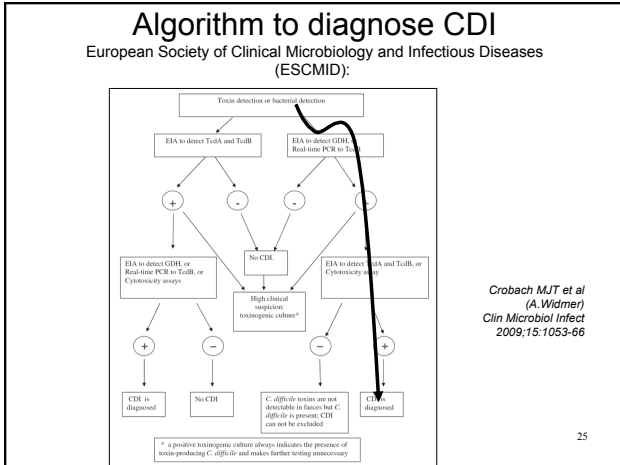 Algorithm to diagnose CDI
European Society of Clinical Microbiology and Infectious Diseases
(ESCMID):
Toxin detection or bacterial detection
EIA to detect TcdA and TcdB
EIA to detect GDH, or
Real-time PCR to
+
-
-
No CDI.
EIA to detect GDH, or
Real-time PCR to TcdB, or
Cytotoxicity assays
EIA to detect TcdA and TcdB, or
Cytotoxicity assay
High clinical
suspicion:
toxinogenic culture*
+
−
−
+
CDI is
diagnosed
No CDI
C. difficile toxins are not
detectable in faeces but C.
difficile is present; CDI
can not be excluded
CDI is
diagnosed
* a positive toxinogenic culture always indicates the presence of
toxin-producing C. difficile and makes further testing unnecessary
Crobach MJT et al
(A.Widmer)
Clin Microbiol Infect
2009;15:1053-66
25